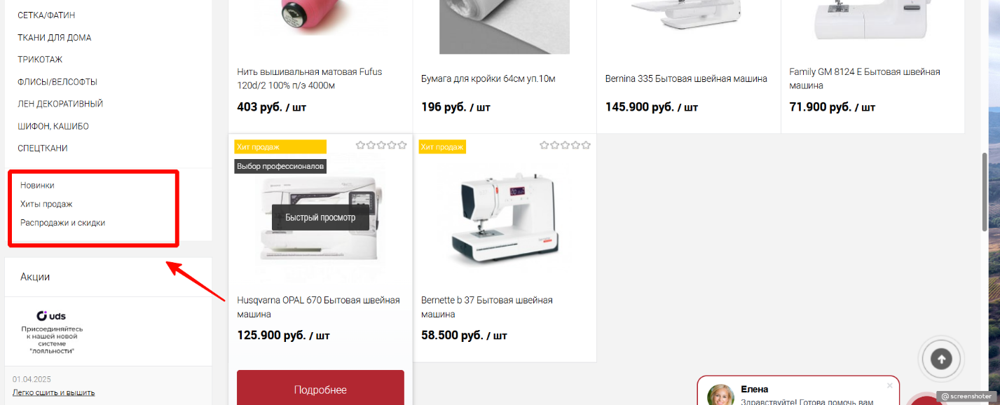 СЕТКА/ФАТИН
ТКАНИ ДЛЯ ДОМА
ТРИКОТАЖ
ФЛИСЫ/ВЕЛСОФТЫ
ЛЕН ДЕКОРАТИВНЫЙ
ШИФОН, КАШИБО
СПЕЦТКАНИ
Новинки
Хиты продаж
Распродажи и скидки
Акции
uds
Присоединяйтесь
к нашей новой
системе
"лояльности"
01.04.2025
Легко сшить и вышить
Нить вышивальная матовая Fufus
120d/2 100% п/э 4000м
403 руб. / шт
Бумага для кройки 64см уп.10м
196 руб. / шт
Bernina 335 Бытовая швейная машина
145.900 руб. / шт
Family GM 8124 E Бытовая швейная
машина
71.900 руб. / шт
Хит продаж
Выбор профессионалов
Быстрый просмотр
Husqvarna OPAL 670 Бытовая швейная
машина
125.900 руб. / шт
Подробнее
Хит продаж
Bernette b 37 Бытовая швейная
машина
58.500 руб. / шт
Елена
Здравствуйте! Готова помочь вам
@screenshoter